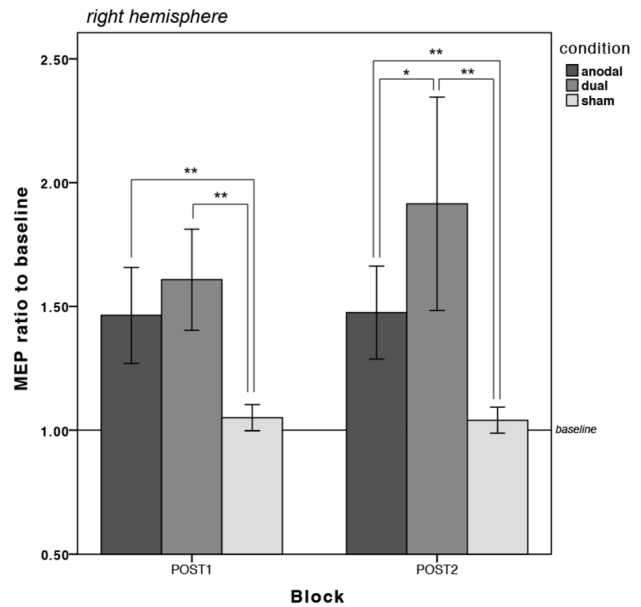 right hemisphere
condition
anodal
dual
sham
MEP ratio to baseline
2.50
2.00
1.50
1.00
0.50
**
**
**
*
**
baseline
POST1
POST2
Block